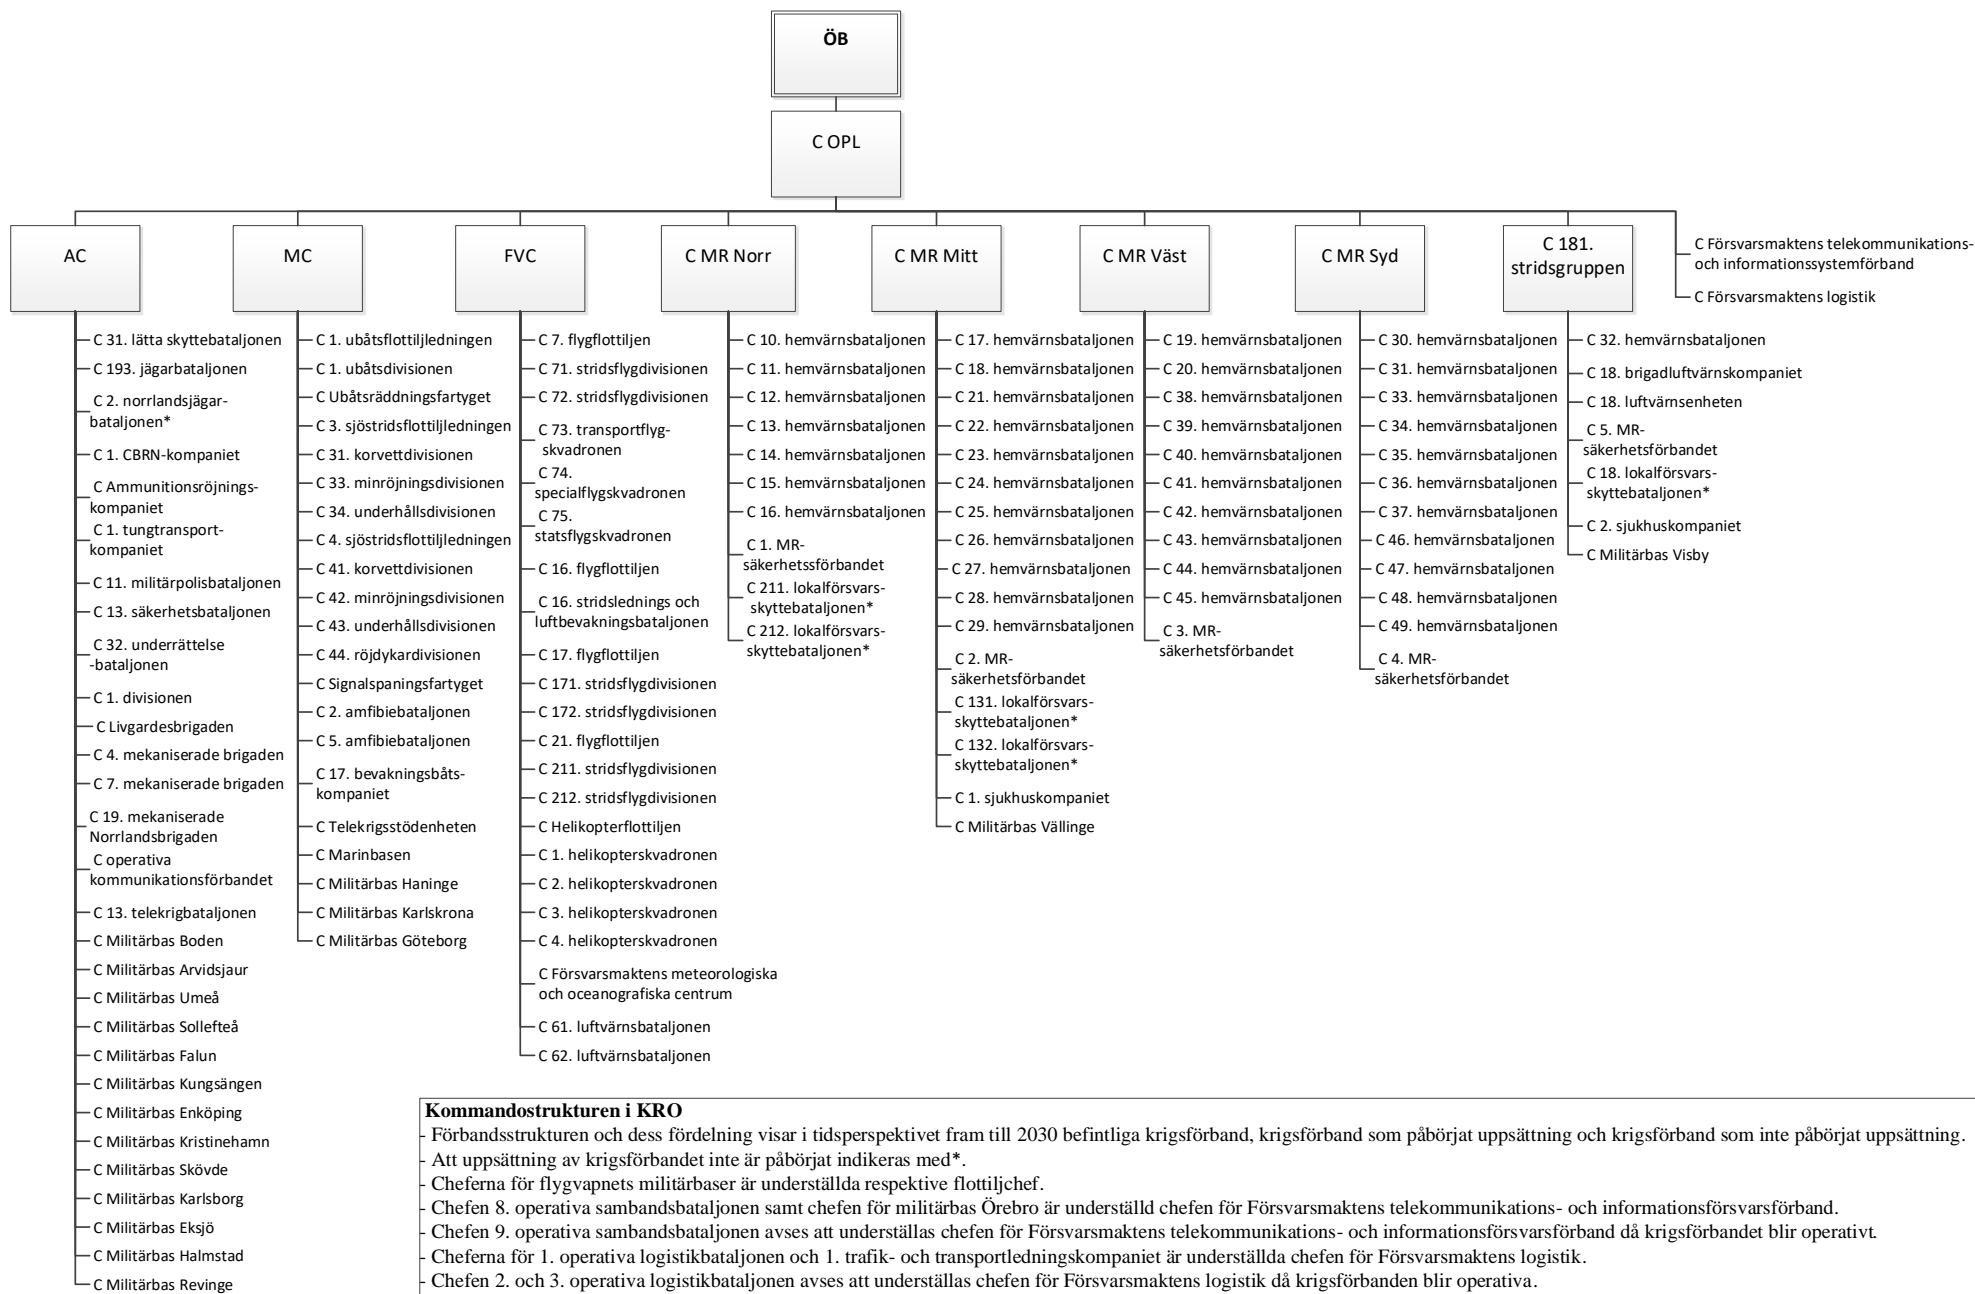 ÖB
C OPL
AC
MC
FVC
C MR Norr
C MR Mitt
C MR Väst
C MR Syd
C 181.
stridsgruppen
C Försvarsmaktens telekommunikations-
och informationssystemförband
C Försvarsmaktens logistik
C 31. lätta skyttebataljonen
C 193. jägarbataljonen
C 2. norrlandsjägar-
bataljonen*
C 1. CBRN-kompaniet
C Ammunitionsröjnings-
kompaniet
C 1. tungtransport-
kompaniet
C 11. militärpolisbataljonen
C 13. säkerhetsbataljonen
C 32. underrättelse
-bataljonen
C 1. divisionen
C Livgardesbrigaden
C 4. mekaniserade brigaden
C 7. mekaniserade brigaden
C 19. mekaniserade
Norrlandsbrigaden
C operativa
kommunikationsförbandet
C 13. telekrigbataljonen
C Militärbas Boden
C Militärbas Arvidsjaur
C Militärbas Umeå
C Militärbas Sollefteå
C Militärbas Falun
C Militärbas Kungsängen
C Militärbas Enköping
C Militärbas Kristinehamn
C Militärbas Skövde
C Militärbas Karlsborg
C Militärbas Eksjö
C Militärbas Halmstad
C Militärbas Revinge
C 1. ubåtsflottiljledningen
C 1. ubåtsdivisionen
C Ubåtsräddningsfartyget
C 3. sjöstridsflottiljledningen
C 31. korvettdivisionen
C 33. minröjningsdivisionen
C 34. underhållsdivisionen
C 4. sjöstridsflottiljledningen
C 41. korvettdivisionen
C 42. minröjningsdivisionen
C 43. underhållsdivisionen
C 44. röjdykardivisionen
C Signalspaningsfartyget
C 2. amfibiebataljonen
C 5. amfibiebataljonen
C 17. bevakningsbåts-
kompaniet
C Telekrigsstödenheten
C Marinbasen
C Militärbas Haninge
C Militärbas Karlskrona
C Militärbas Göteborg
C 7. flygflottiljen
C 71. stridsflygdivisionen
C 72. stridsflygdivisionen
C 73. transportflyg-
skvadronen
C 74.
specialflygskvadronen
C 75.
statsflygskvadronen
C 16. flygflottiljen
C 16. stridslednings och
luftbevakningsbataljonen
C 17. flygflottiljen
C 171. stridsflygdivisionen
C 172. stridsflygdivisionen
C 21. flygflottiljen
C 211. stridsflygdivisionen
C 212. stridsflygdivisionen
C Helikopterflottiljen
C 1. helikopterskvadronen
C 2. helikopterskvadronen
C 3. helikopterskvadronen
C 4. helikopterskvadronen
C Försvarsmaktens meteorologiska
och oceanografiska centrum
C 61. luftvärnsbataljonen
C 62. luftvärnsbataljonen
C 10. hemvärnsbataljonen
C 11. hemvärnsbataljonen
C 12. hemvärnsbataljonen
C 13. hemvärnsbataljonen
C 14. hemvärnsbataljonen
C 15. hemvärnsbataljonen
C 16. hemvärnsbataljonen
C 1. MR-
säkerhetssförbandet
C 211. lokalförsvars-
skyttebataljonen*
C 212. lokalförsvars-
skyttebataljonen*
C 17. hemvärnsbataljonen
C 18. hemvärnsbataljonen
C 21. hemvärnsbataljonen
C 22. hemvärnsbataljonen
C 23. hemvärnsbataljonen
C 24. hemvärnsbataljonen
C 25. hemvärnsbataljonen
C 26. hemvärnsbataljonen
C 27. hemvärnsbataljonen
C 28. hemvärnsbataljonen
C 29. hemvärnsbataljonen
C 2. MR-
säkerhetsförbandet
C 131. lokalförsvars-
skyttebataljonen*
C 132. lokalförsvars-
skyttebataljonen*
C 1. sjukhuskompaniet
C Militärbas Vällinge
C 19. hemvärnsbataljonen
C 20. hemvärnsbataljonen
C 38. hemvärnsbataljonen
C 39. hemvärnsbataljonen
C 40. hemvärnsbataljonen
C 41. hemvärnsbataljonen
C 42. hemvärnsbataljonen
C 43. hemvärnsbataljonen
C 44. hemvärnsbataljonen
C 45. hemvärnsbataljonen
C 3. MR-
säkerhetsförbandet
C 30. hemvärnsbataljonen
C 31. hemvärnsbataljonen
C 33. hemvärnsbataljonen
C 34. hemvärnsbataljonen
C 35. hemvärnsbataljonen
C 36. hemvärnsbataljonen
C 37. hemvärnsbataljonen
C 46. hemvärnsbataljonen
C 47. hemvärnsbataljonen
C 48. hemvärnsbataljonen
C 49. hemvärnsbataljonen
C 4. MR-
säkerhetsförbandet
C 32. hemvärnsbataljonen
C 18. brigadluftvärnskompaniet
C 18. luftvärnsenheten
C 5. MR-
säkerhetsförbandet
C 18. lokalförsvars-
skyttebataljonen*
C 2. sjukhuskompaniet
C Militärbas Visby
Kommandostrukturen i KRO
- Förbandsstrukturen och dess fördelning visar i tidsperspektivet fram till 2030 befintliga krigsförband, krigsförband som påbörjat uppsättning och krigsförband som inte påbörjat uppsättning.
- Att uppsättning av krigsförbandet inte är påbörjat indikeras med*.
- Cheferna för flygvapnets militärbaser är underställda respektive flottiljchef.
- Chefen 8. operativa sambandsbataljonen samt chefen för militärbas Örebro är underställd chefen för Försvarsmaktens telekommunikations- och informationsförsvarsförband.
- Chefen 9. operativa sambandsbataljonen avses att underställas chefen för Försvarsmaktens telekommunikations- och informationsförsvarsförband då krigsförbandet blir operativt.
- Cheferna för 1. operativa logistikbataljonen och 1. trafik- och transportledningskompaniet är underställda chefen för Försvarsmaktens logistik.
- Chefen 2. och 3. operativa logistikbataljonen avses att underställas chefen för Försvarsmaktens logistik då krigsförbanden blir operativa.